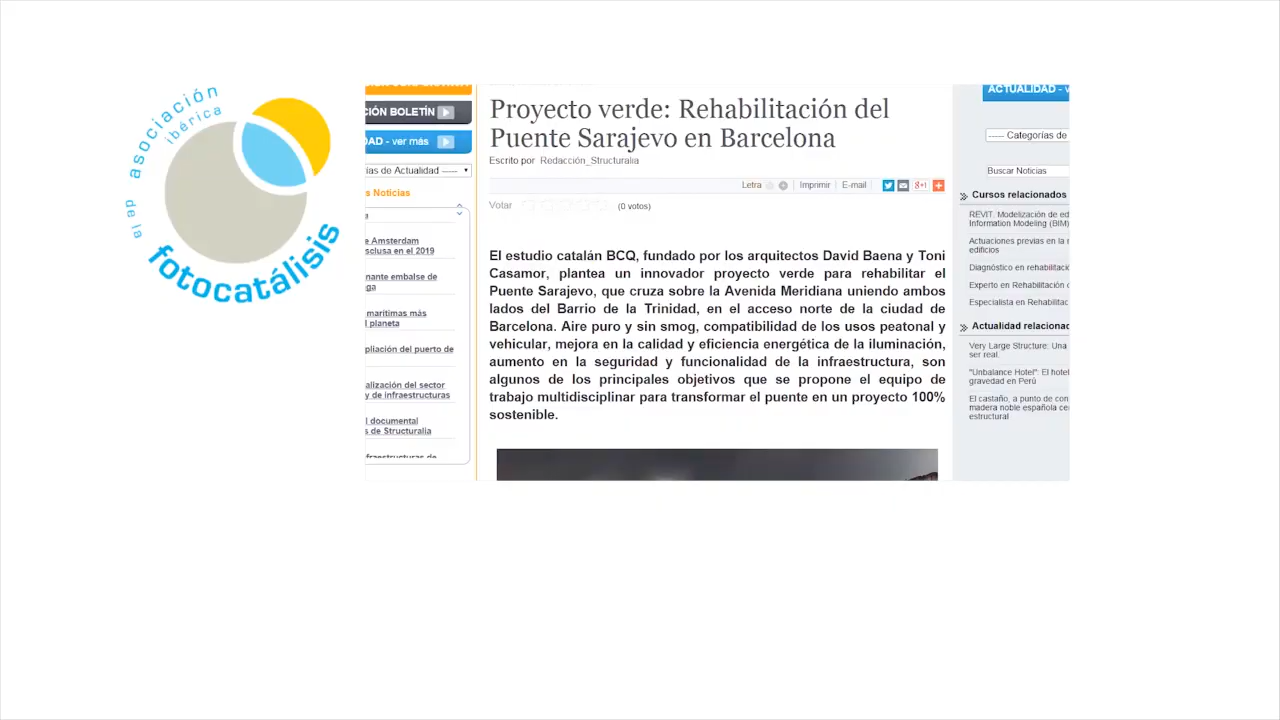 asociación
ibérica
de la
fotocatálisis
CIÓN BOLETÍN
DAD - ver más
ías de Actualidad -----
s Noticias
a
e Amsterdam
sclusa en el 2019
nante embalse de
ga
marítimas más
l planeta
pliación del puerto de
alización del sector
y de infraestructuras
l documental
s de Structuralia
Proyecto verde: Rehabilitación del
Puente Sarajevo en Barcelona
Escrito por Redacción_Structuralia
Letra | Imprimir | E-mail |
Votar (0 votos)
El estudio catalán BCQ, fundado por los arquitectos David Baena y Toni
Casamor, plantea un innovador proyecto verde para rehabilitar el
Puente Sarajevo, que cruza sobre la Avenida Meridiana uniendo ambos
lados del Barrio de la Trinidad, en el acceso norte de la ciudad de
Barcelona. Aire puro y sin smog, compatibilidad de los usos peatonal y
vehicular, mejora en la calidad y eficiencia energética de la iluminación,
aumento en la seguridad y funcionalidad de la infraestructura, son
algunos de los principales objetivos que se propone el equipo de
trabajo multidisciplinar para transformar el puente en un proyecto 100%
sostenible.
ACTUALIDAD - v
----- Categorías de
Buscar Noticias
Cursos relacionados
REVIT. Modelización de ed
Information Modeling (BIM)
Actuaciones previas en la r
edificios
Diagnóstico en rehabilitaci
Experto en Rehabilitación
Especialista en Rehabilitac
Actualidad relacionad
Very Large Structure: Una
ser real.
"Unbalance Hotel": El hotel
gravedad en Perú
El castaño, a punto de con
madera noble española ce
estructural